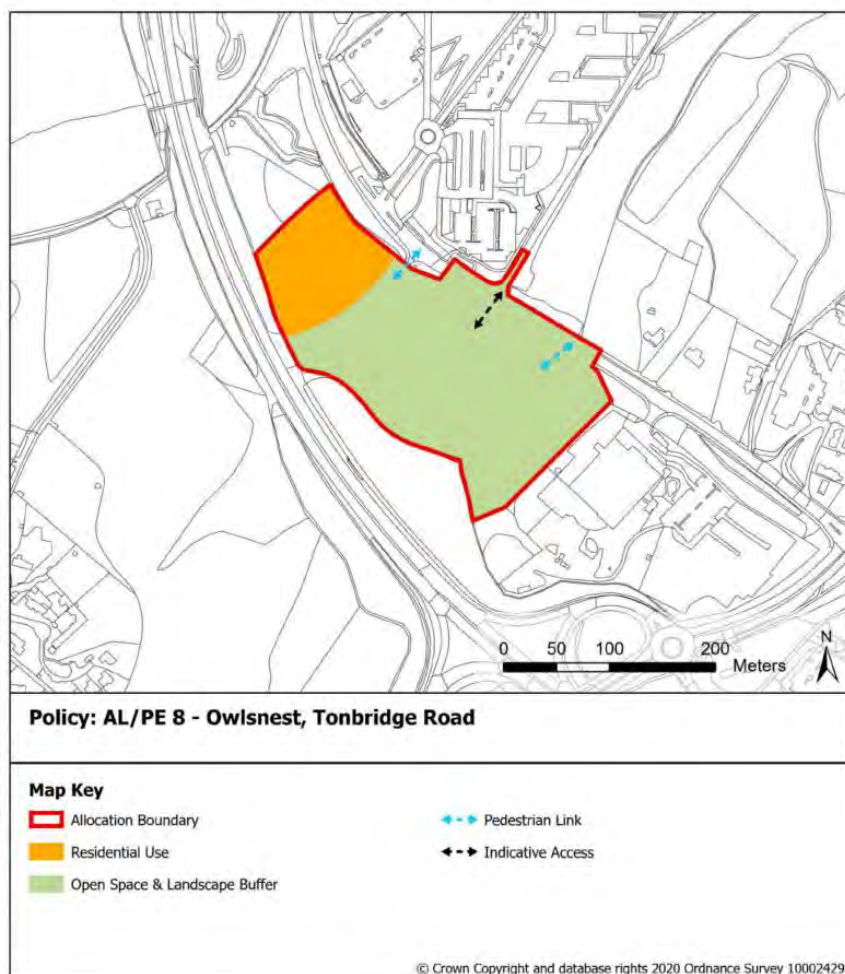 0 50 100 200
Meters
N
Policy: AL/PE 8 - Owlsnest, Tonbridge Road
Map Key
Allocation Boundary
Residential Use
Open Space & Landscape Buffer
Pedestrian Link
Indicative Access
© Crown Copyright and database rights 2020 Ordnance Survey 10002429